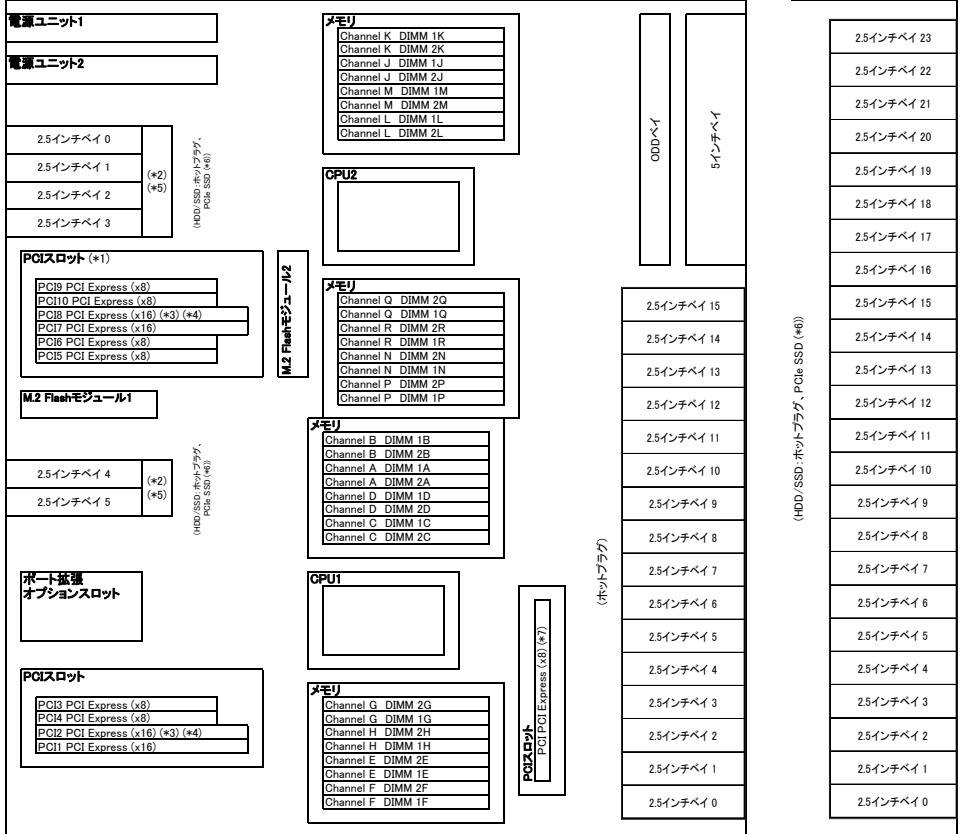 電源ユニット1
電源ユニット2
2.5インチベイ 0
2.5インチベイ 1
2.5インチベイ 2
2.5インチベイ 3
(*2)
(*5)
(HDD/SSD:ホットプラグ、
PCIe SSD (*6))
PCIスロット (*1)
PCI9 PCI Express (x8)
PCI10 PCI Express (x8)
PCI8 PCI Express (x16) (*3) (*4)
PCI7 PCI Express (x16)
PCI6 PCI Express (x8)
PCI5 PCI Express (x8)
M.2 Flashモジュール2
M.2 Flashモジュール1
2.5インチベイ 4
2.5インチベイ 5
(*2)
(*5)
(HDD/SSD:ホットプラグ、
PCIe SSD (*6))
ポート拡張
オプションスロット
PCIスロット
PCI3 PCI Express (x8)
PCI4 PCI Express (x8)
PCI2 PCI Express (x16) (*3) (*4)
PCI1 PCI Express (x16)
メモリ
Channel K DIMM 1K
Channel K DIMM 2K
Channel J DIMM 1J
Channel J DIMM 2J
Channel M DIMM 1M
Channel M DIMM 2M
Channel L DIMM 1L
Channel L DIMM 2L
CPU2
メモリ
Channel Q DIMM 2Q
Channel Q DIMM 1Q
Channel R DIMM 2R
Channel R DIMM 1R
Channel N DIMM 2N
Channel N DIMM 1N
Channel P DIMM 2P
Channel P DIMM 1P
メモリ
Channel B DIMM 1B
Channel B DIMM 2B
Channel A DIMM 1A
Channel A DIMM 2A
Channel D DIMM 1D
Channel D DIMM 2D
Channel C DIMM 1C
Channel C DIMM 2C
CPU1
メモリ
Channel G DIMM 2G
Channel G DIMM 1G
Channel H DIMM 2H
Channel H DIMM 1H
Channel E DIMM 2E
Channel E DIMM 1E
Channel F DIMM 2F
Channel F DIMM 1F
PCIスロット
PCI PCI Express (x8) (*7)
ODDベイ
5インチベイ
(ホットプラグ)
2.5インチベイ 15
2.5インチベイ 14
2.5インチベイ 13
2.5インチベイ 12
2.5インチベイ 11
2.5インチベイ 10
2.5インチベイ 9
2.5インチベイ 8
2.5インチベイ 7
2.5インチベイ 6
2.5インチベイ 5
2.5インチベイ 4
2.5インチベイ 3
2.5インチベイ 2
2.5インチベイ 1
2.5インチベイ 0
(HDD/SSD:ホットプラグ、PCIe SSD (*6))
2.5インチベイ 23
2.5インチベイ 22
2.5インチベイ 21
2.5インチベイ 20
2.5インチベイ 19
2.5インチベイ 18
2.5インチベイ 17
2.5インチベイ 16
2.5インチベイ 15
2.5インチベイ 14
2.5インチベイ 13
2.5インチベイ 12
2.5インチベイ 11
2.5インチベイ 10
2.5インチベイ 9
2.5インチベイ 8
2.5インチベイ 7
2.5インチベイ 6
2.5インチベイ 5
2.5インチベイ 4
2.5インチベイ 3
2.5インチベイ 2
2.5インチベイ 1
2.5インチベイ 0